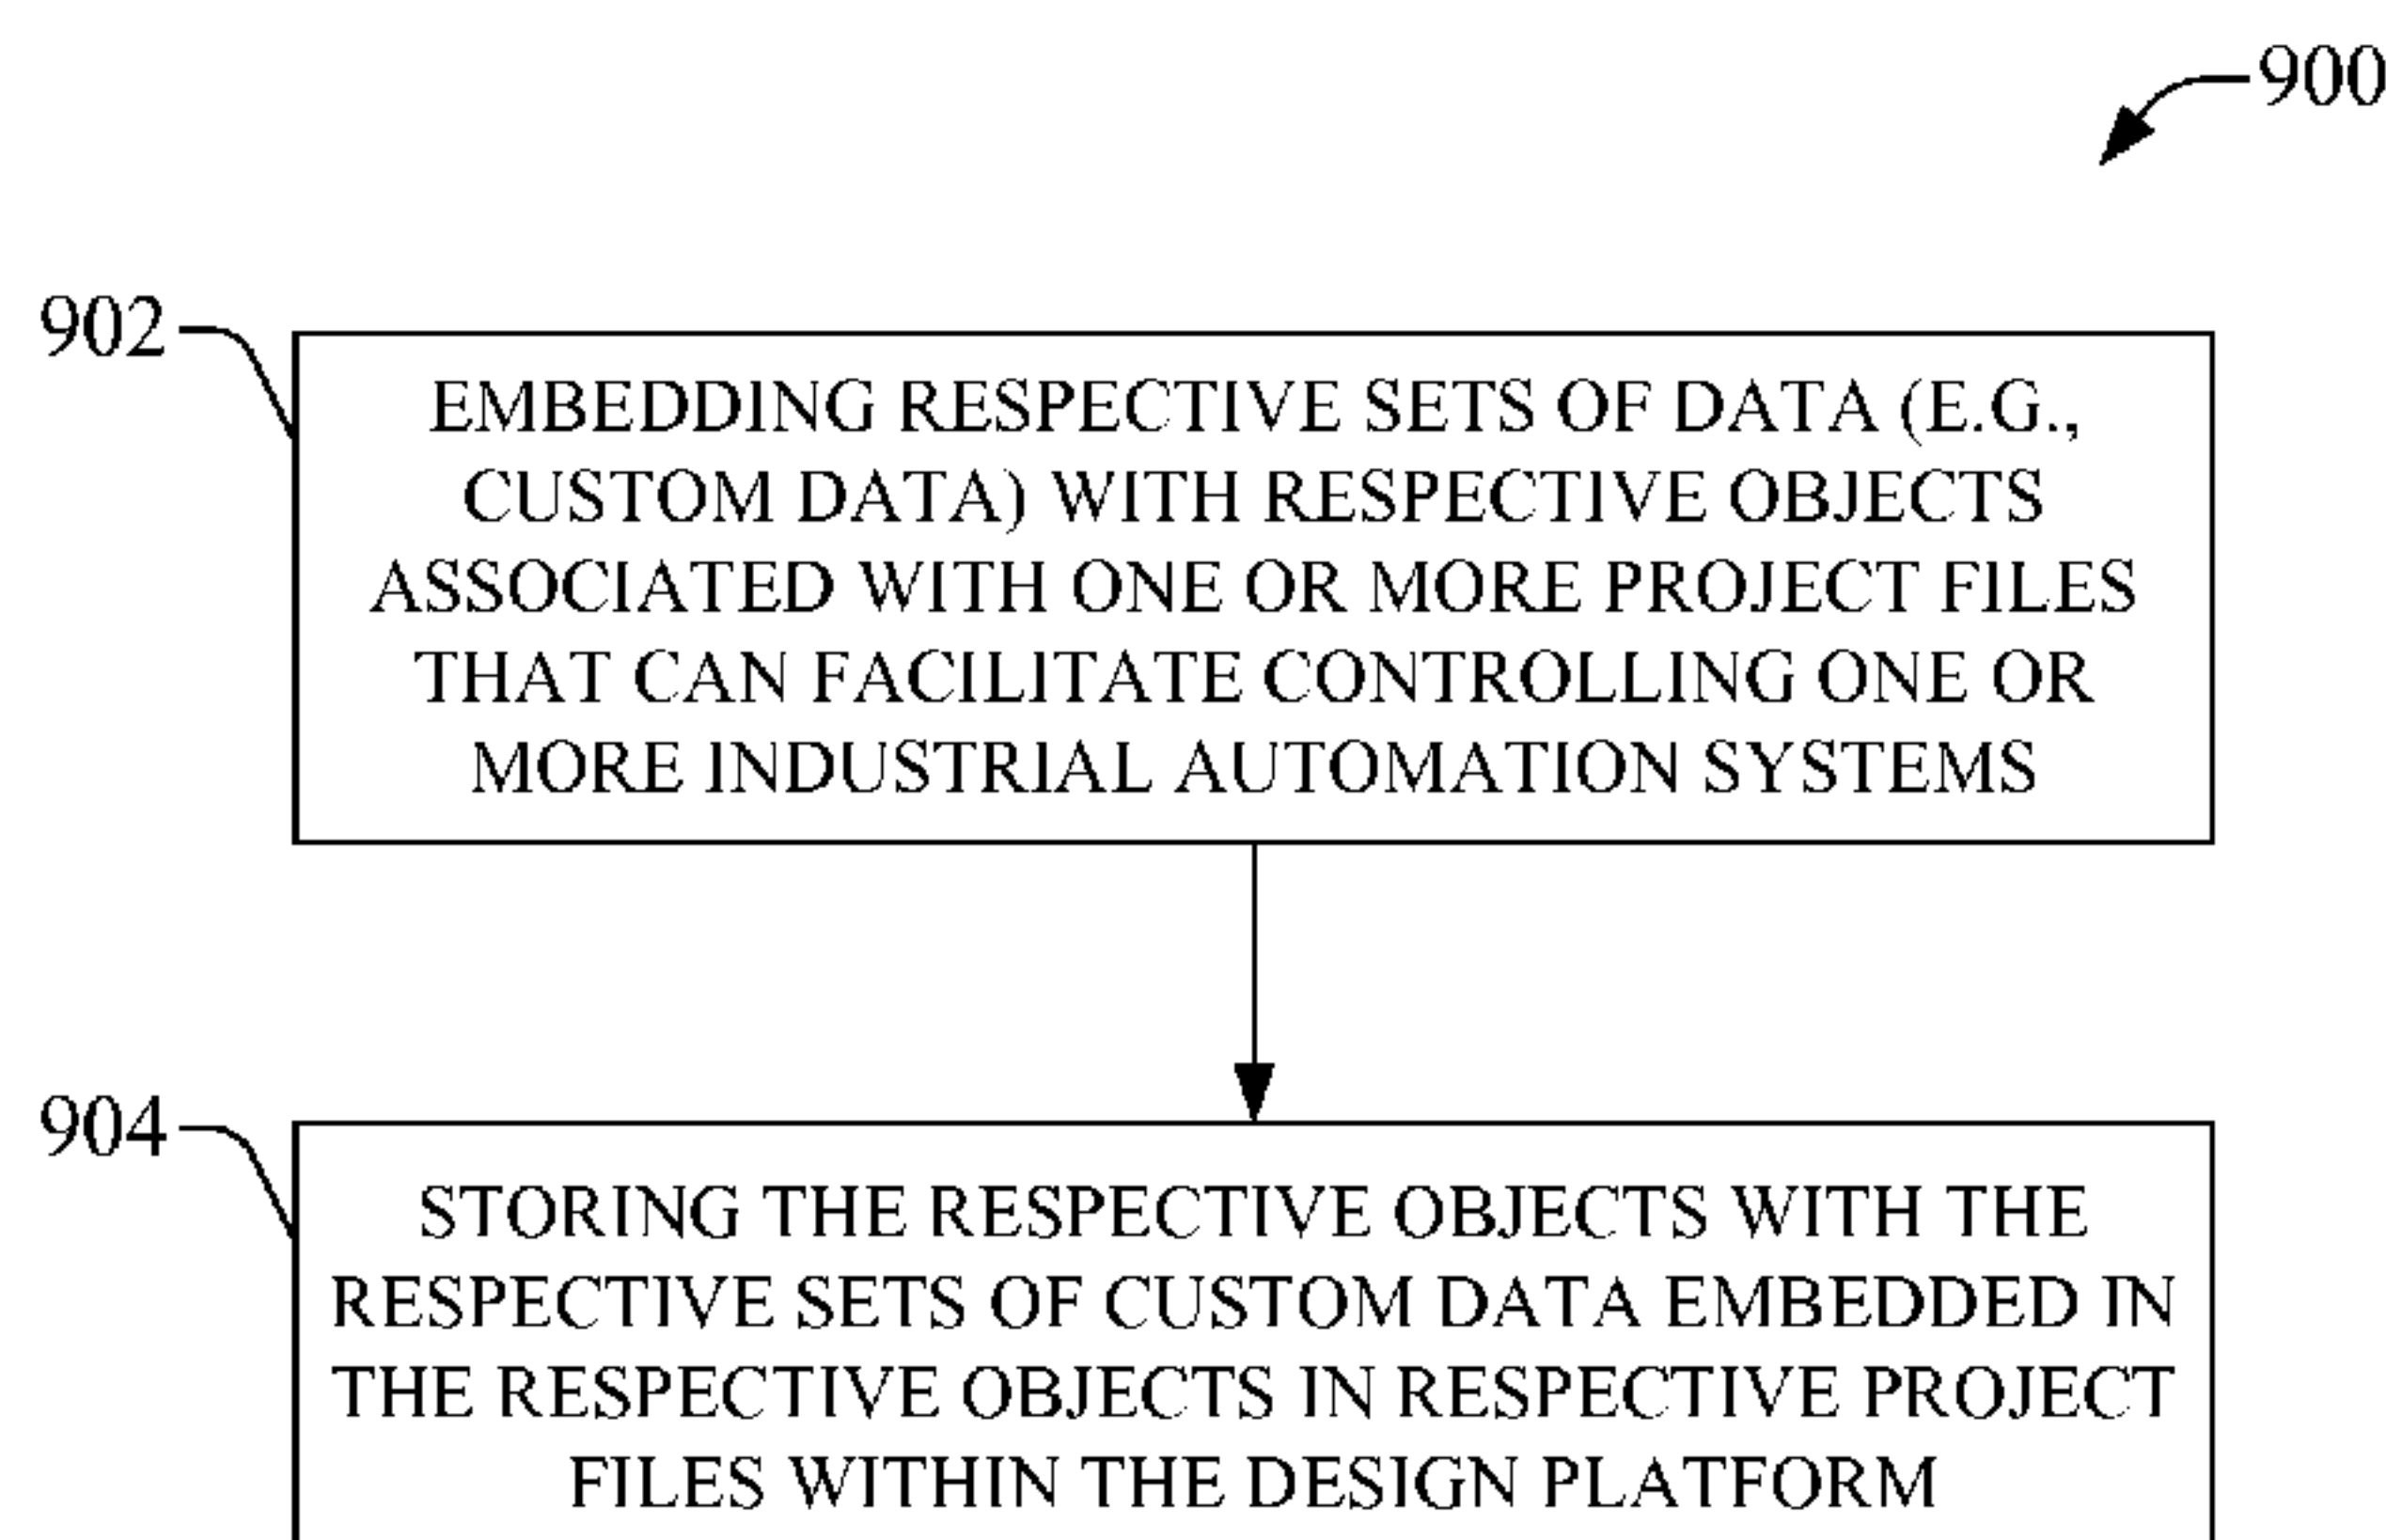 900
902
EMBEDDING RESPECTIVE SETS OF DATA (E.G.,
CUSTOM DATA) WITH RESPECTIVE OBJECTS
ASSOCIATED WITH ONE OR MORE PROJECT FILES
THAT CAN FACILITATE CONTROLLING ONE OR
MORE INDUSTRIAL AUTOMATION SYSTEMS
904
STORING THE RESPECTIVE OBJECTS WITH THE
RESPECTIVE SETS OF CUSTOM DATA EMBEDDED IN
THE RESPECTIVE OBJECTS IN RESPECTIVE PROJECT
FILES WITHIN THE DESIGN PLATFORM